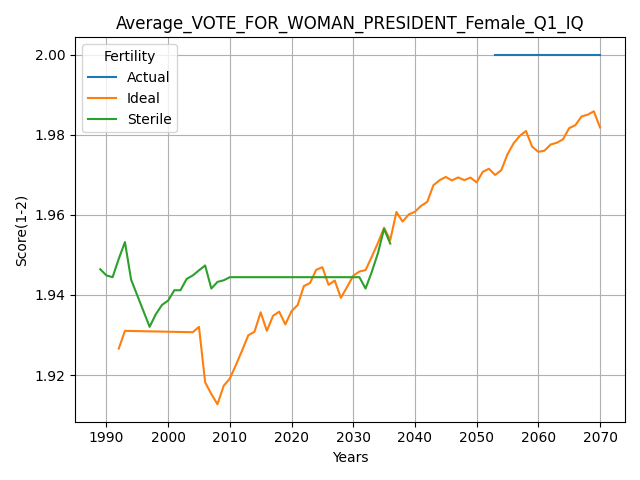 Average_VOTE_FOR_WOMAN_PRESIDENT_Female_Q1_IQ
Fertility
Actual
Ideal
Sterile
Score(1-2)
2.00
1.98
1.96
1.94
1.92
1990 2000 2010 2020 2030 2040 2050 2060 2070
Years